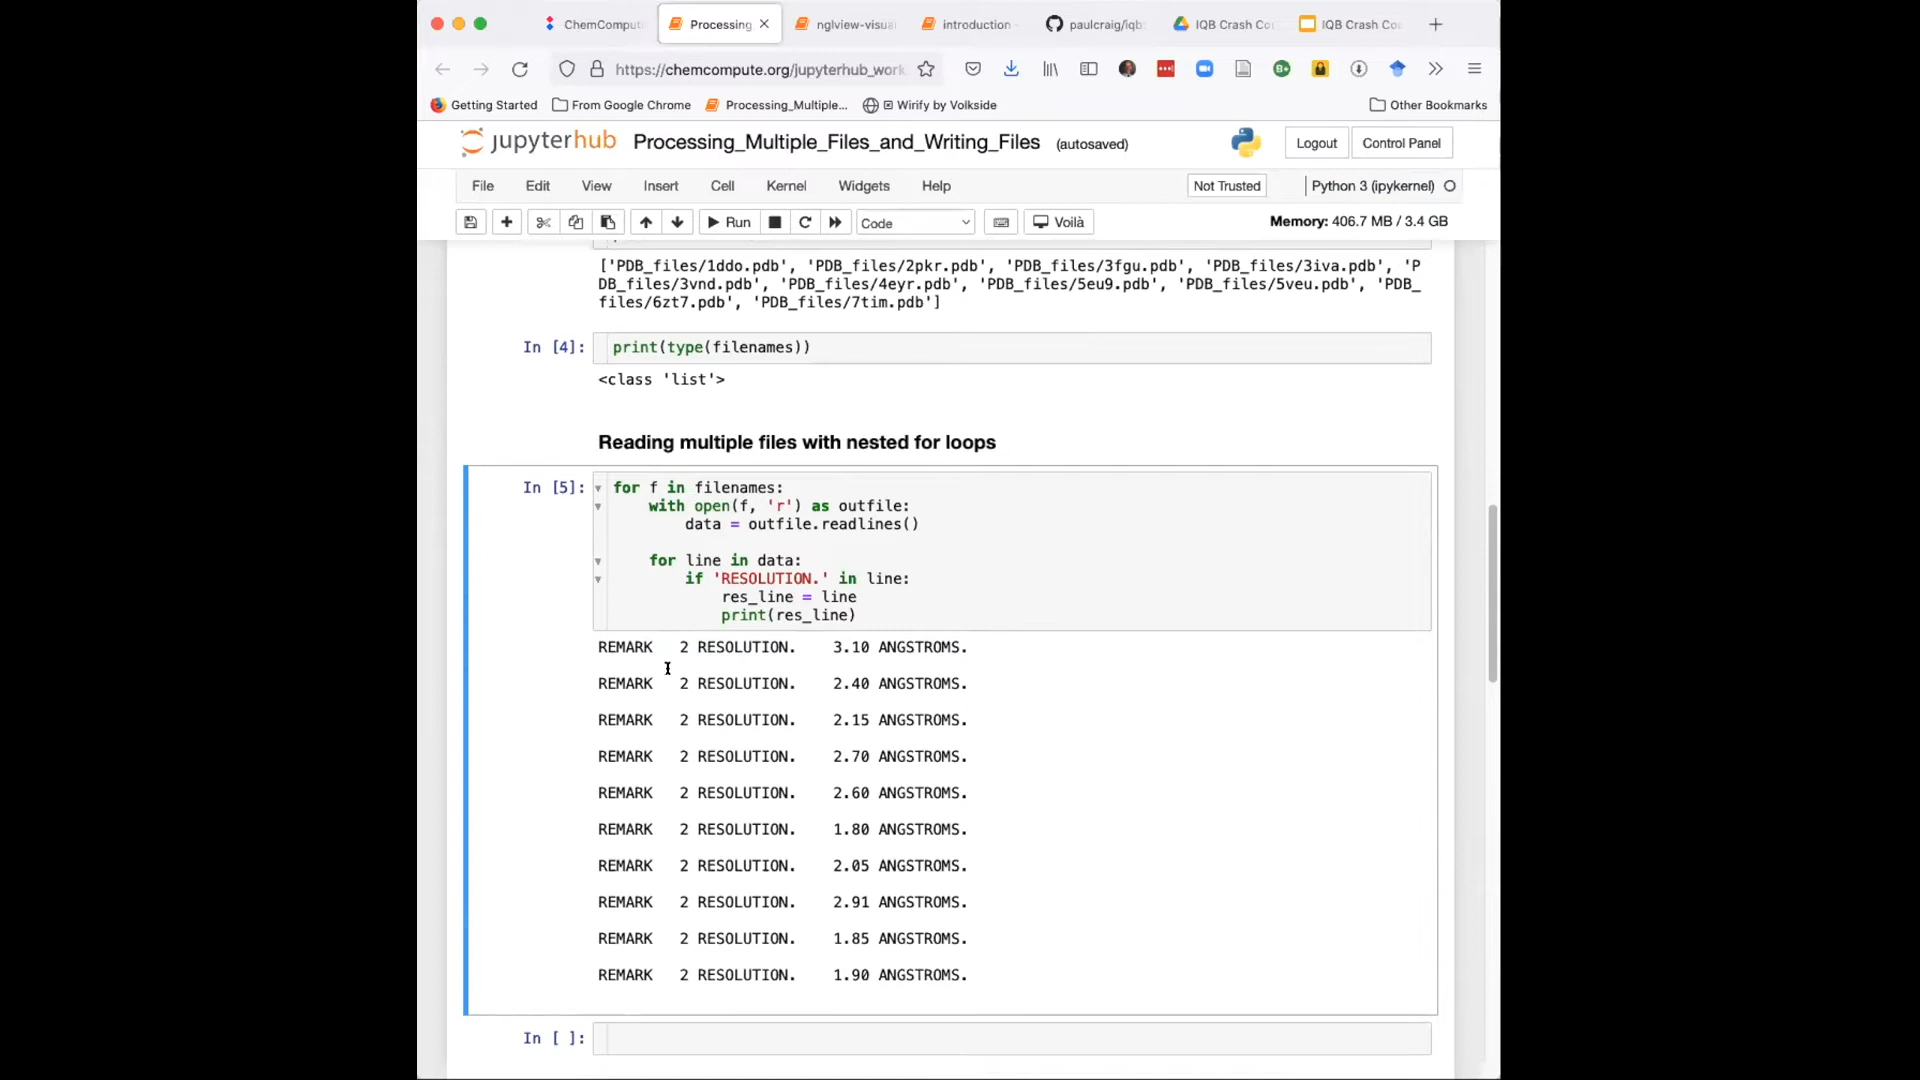 ChemCompute Processing × nglview-visua introduction paulcraig/iqb IQB Crash Co IQB Crash Co
https://chemcompute.org/jupyterhub_work
Getting Started From Google Chrome Processing_Multiple... Wirify by Volkside Other Bookmarks
jupyterhub Processing_Multiple_Files_and_Writing_Files (autosaved) Logout Control Panel
File Edit View Insert Cell Kernel Widgets Help Not Trusted Python 3 (ipykernel)
Run Code Voilà Memory: 406.7 MB / 3.4 GB
['PDB_files/1ddo.pdb', 'PDB_files/2pkr.pdb', 'PDB_files/3fgu.pdb', 'PDB_files/3iva.pdb', 'P
DB_files/3vnd.pdb', 'PDB_files/4eyr.pdb', 'PDB_files/5eu9.pdb', 'PDB_files/5veu.pdb', 'PDB_
files/6zt7.pdb', 'PDB_files/7tim.pdb']
In [4]: print(type(filenames))
<class 'list'>
Reading multiple files with nested for loops
In [5]: for f in filenames:
with open(f, 'r') as outfile:
data = outfile.readlines()
for line in data:
if 'RESOLUTION.' in line:
res_line = line
print(res_line)
REMARK   2 RESOLUTION.    3.10 ANGSTROMS.
REMARK   2 RESOLUTION.    2.40 ANGSTROMS.
REMARK   2 RESOLUTION.    2.15 ANGSTROMS.
REMARK   2 RESOLUTION.    2.70 ANGSTROMS.
REMARK   2 RESOLUTION.    2.60 ANGSTROMS.
REMARK   2 RESOLUTION.    1.80 ANGSTROMS.
REMARK   2 RESOLUTION.    2.05 ANGSTROMS.
REMARK   2 RESOLUTION.    2.91 ANGSTROMS.
REMARK   2 RESOLUTION.    1.85 ANGSTROMS.
REMARK   2 RESOLUTION.    1.90 ANGSTROMS.
In [ ]: